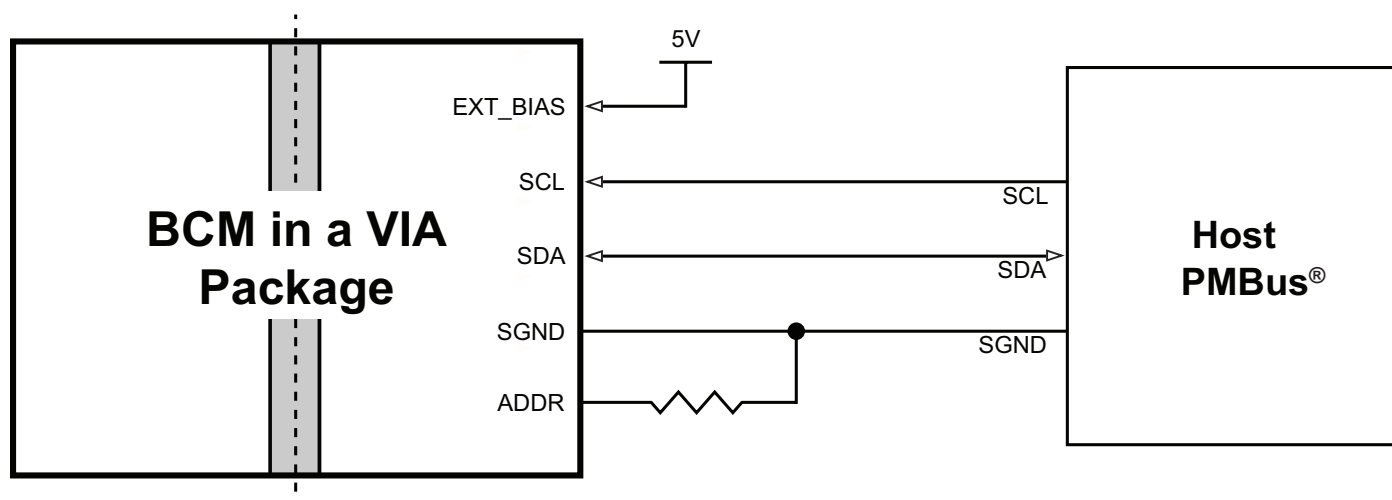 5V
EXT_BIAS
SCL
SCL
BCM in a VIA
Package
SDA
SDA
SGND
SGND
ADDR
Host
PMBus®